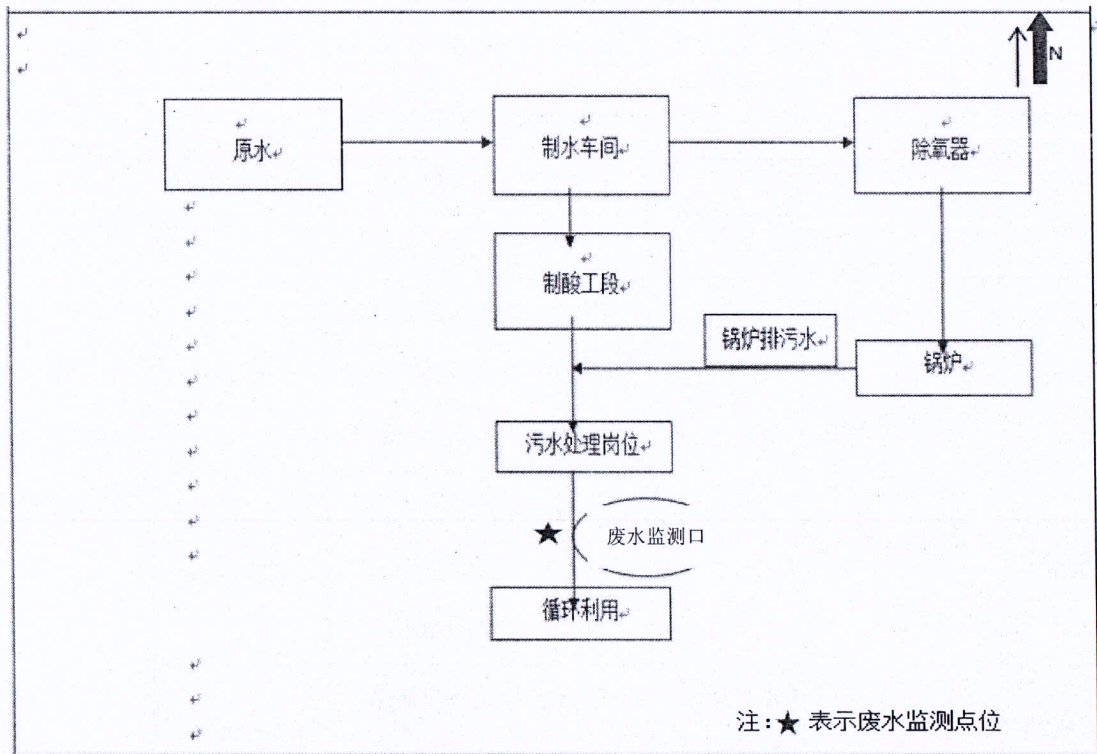 N
原水
制水车间
除氧器
制酸工段
锅炉排污水
锅炉
污水处理岗位
★
废水监测口
循环利用
注:★ 表示废水监测点位